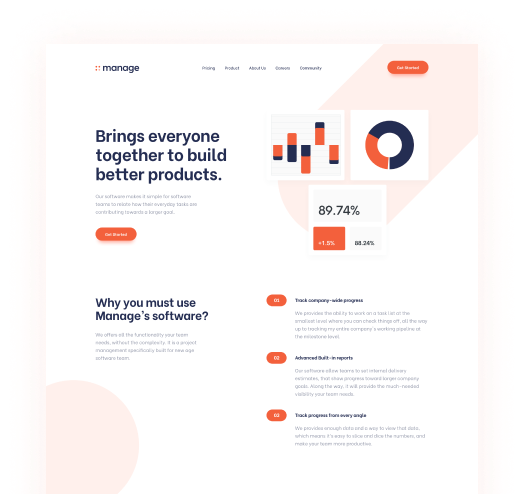 manage
Pricing Product About Us Careers Community
Get Started
Brings everyone
together to build
better products.
Our software makes it simple for software
teams to relate how their everyday tasks are
contributing towards a larger goal.
Get Started
89.74%
+1.5%
88.24%
Why you must use
Manage's software?
We offers all the functionality your team
needs, without the complexity. It is a project
management specifically built for new age
software team.
01 Track company-wide progress
We provides the ability to work on a task list at the
smallest level where you can check things off, all the way
up to tracking my entire company's working pipeline at
the milestone level.
02 Advanced Built-in reports
Our software allow teams to set internal delivery
estimates, that show progress toward larger company
goals. Along the way, it will provide the much-needed
visibility your team needs.
03 Track progress from every angle
We provides enough data and a way to view that data,
which means it's easy to slice and dice the numbers, and
make your team more productive.